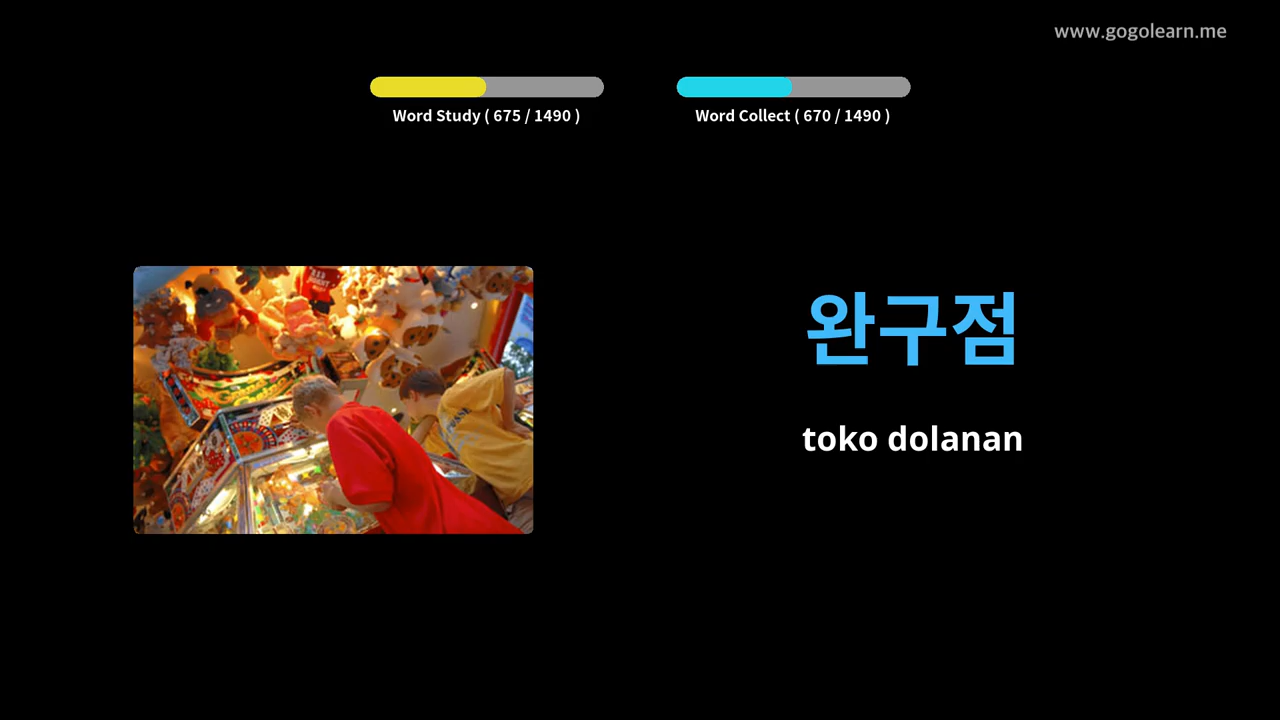 www.gogolearn.me
Word Study ( 675 / 1490 )
Word Collect ( 670 / 1490 )
완구점
toko dolanan